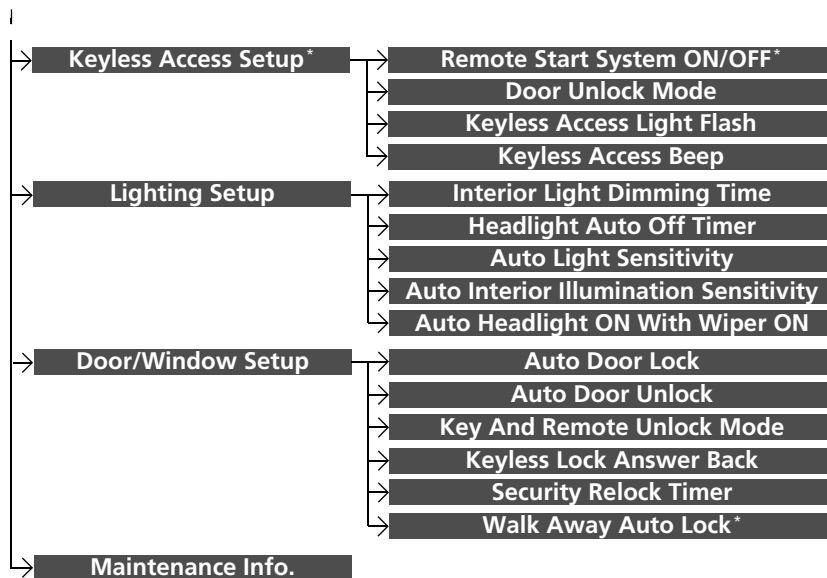 Keyless Access Setup*
Remote Start System ON/OFF*
Door Unlock Mode
Keyless Access Light Flash
Keyless Access Beep
Lighting Setup
Interior Light Dimming Time
Headlight Auto Off Timer
Auto Light Sensitivity
Auto Interior Illumination Sensitivity
Auto Headlight ON With Wiper ON
Door/Window Setup
Auto Door Lock
Auto Door Unlock
Key And Remote Unlock Mode
Keyless Lock Answer Back
Security Relock Timer
Walk Away Auto Lock*
Maintenance Info.